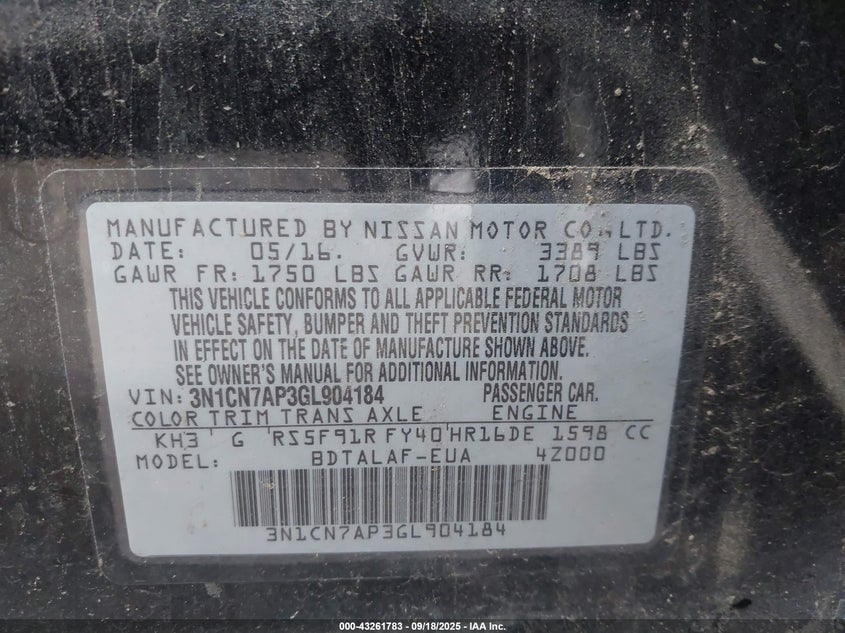 MANUFACTURED BY NISSAN MOTOR CO., LTD.
DATE: 05/16. GVWR: 3389 LBS
GAWR FR: 1750 LBS GAWR RR: 1708 LBS
THIS VEHICLE CONFORMS TO ALL APPLICABLE FEDERAL MOTOR
VEHICLE SAFETY, BUMPER AND THEFT PREVENTION STANDARDS
IN EFFECT ON THE DATE OF MANUFACTURE SHOWN ABOVE.
SEE OWNER'S MANUAL FOR ADDITIONAL INFORMATION.
VIN: 3N1CN7AP3GL904184 PASSENGER CAR.
COLOR TRIM TRANS AXLE ENGINE
KH3 G RS5F91R FY40 HR16DE 1598 CC
MODEL: BDTALAF-EUA 4Z000
3N1CN7AP3GL904184
000-43261783 - 09/18/2025 - IAA Inc.